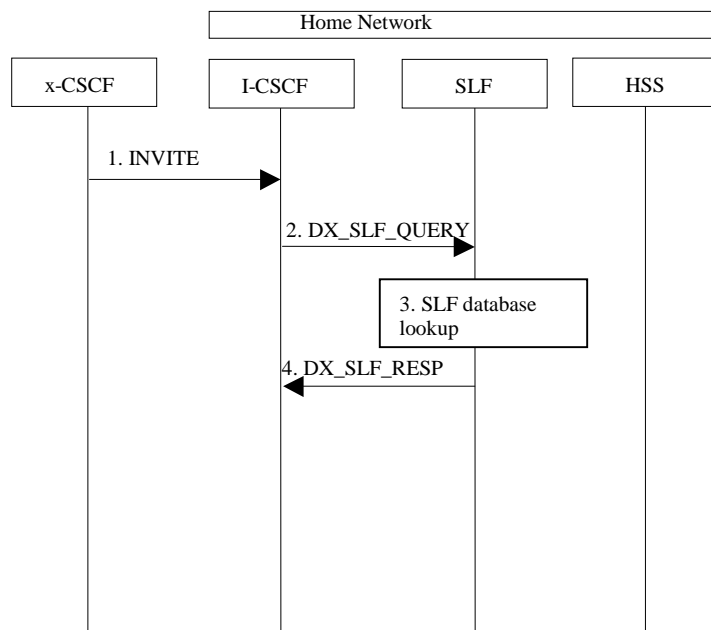 Home Network
x-CSCF
I-CSCF
SLF
HSS
1. INVITE
2. DX_SLF_QUERY
3. SLF database
lookup
4. DX_SLF_RESP